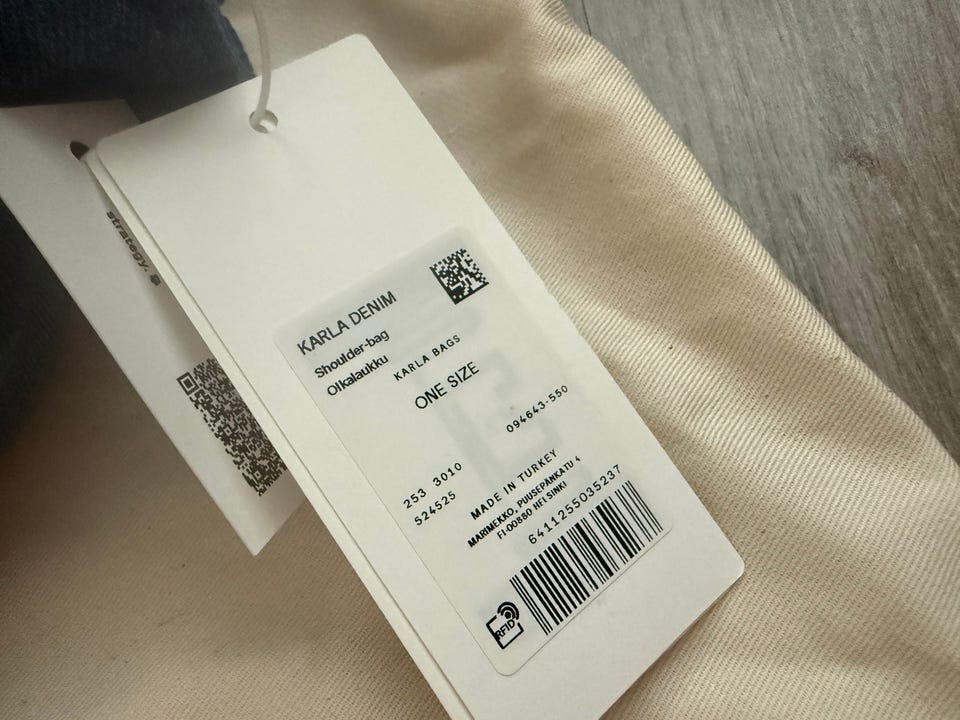 strategy.
KARLA DENIM
Shoulder-bag
Olkalaukku
KARLA BAGS
ONE SIZE
094643-550
253 3010
524525
MADE IN TURKEY
MARIMEKKO, PUUSEPÄNKATU 4
FI-00880 HELSINKI
6411255035237
RFID